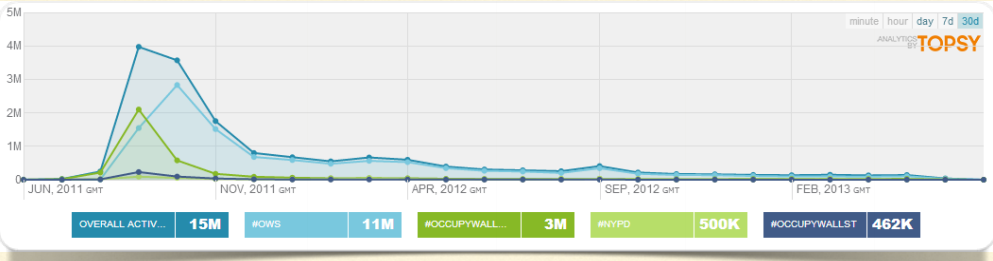 5M
minute hour day 7d 30d
4M
ANALYTICS BY TOPSY
3M
2M
1M
0
JUN, 2011 GMT NOV, 2011 GMT APR, 2012 GMT SEP, 2012 GMT FEB, 2013 GMT
OVERALL ACTIV... 15M #OWS 11M #OCCUPYWALL... 3M #NYPD 500K #OCCUPYWALLST 462K